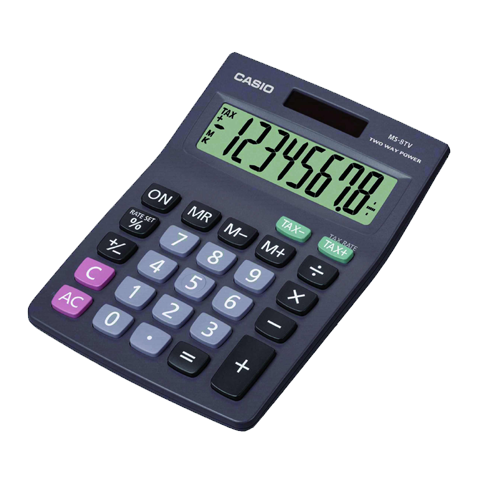 CASIO
MS-8TV
TWO WAY POWER
TAX
+
−
M
K
-12345678.
ON
MR
M−
M+
TAX−
TAX RATE
TAX+
RATE SET
%
+/−
7
8
9
÷
C
4
5
6
×
AC
1
2
3
−
0
·
=
+